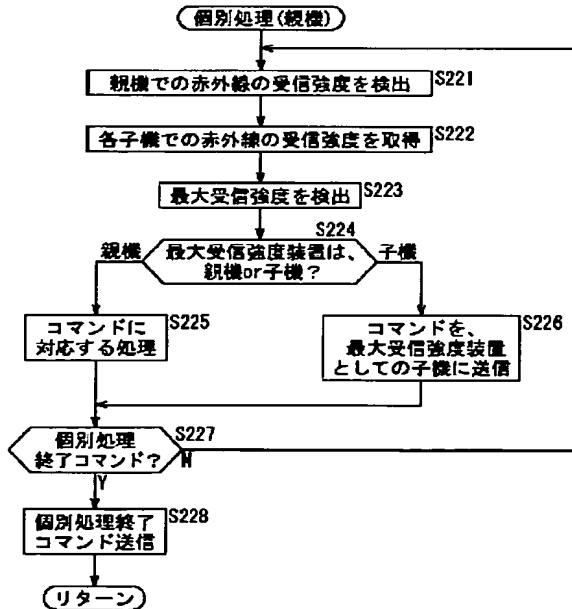 個別処理(親機)
親機での赤外線の受信強度を検出
S221
各子機での赤外線の受信強度を取得
S222
最大受信強度を検出
S223
S224
最大受信強度装置は、
親機or子機？
親機
子機
コマンドに
対応する処理
S225
コマンドを、
最大受信強度装置
としての子機に送信
S226
個別処理
終了コマンド？
S227
N
Y
個別処理終了
コマンド送信
S228
リターン